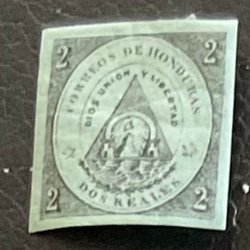 2 2
CORREOS DE HONDURAS
DIOS UNION Y LIBERTAD
DOS REALES
2 2